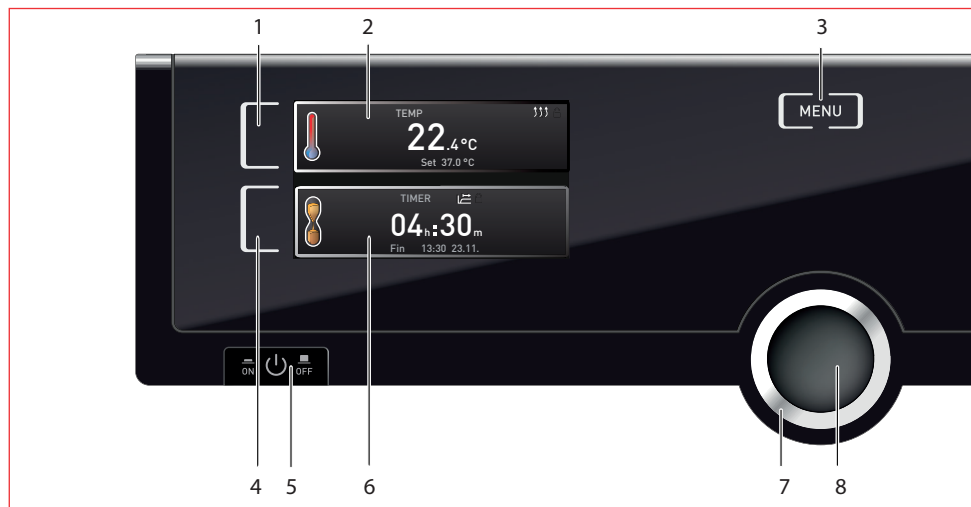 1 2 3
MENU
TEMP
22.4°C
Set 37.0 °C
TIMER
04h:30m
Fin 13:30 23.11.
ON OFF
4 5 6 7 8